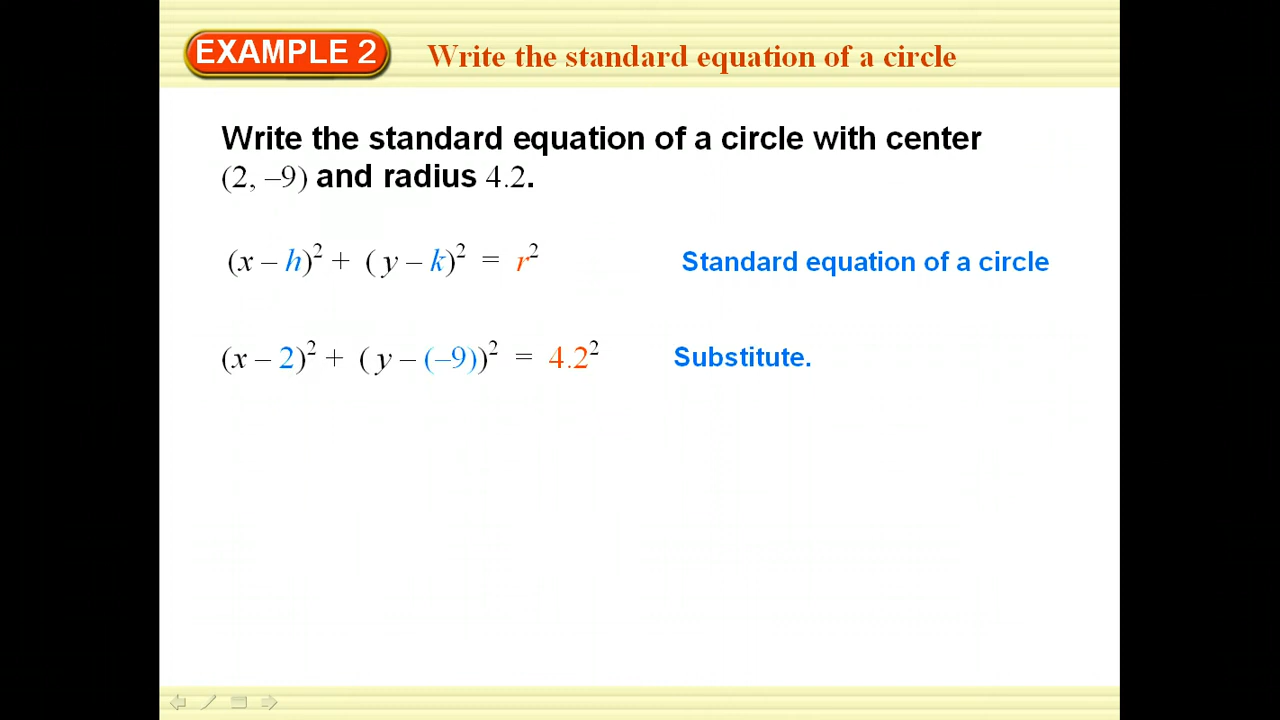 EXAMPLE 2
Write the standard equation of a circle
Write the standard equation of a circle with center
(2, –9) and radius 4.2.
(x – h)² + ( y – k)² = r² Standard equation of a circle
(x – 2)² + ( y – (–9))² = 4.2² Substitute.